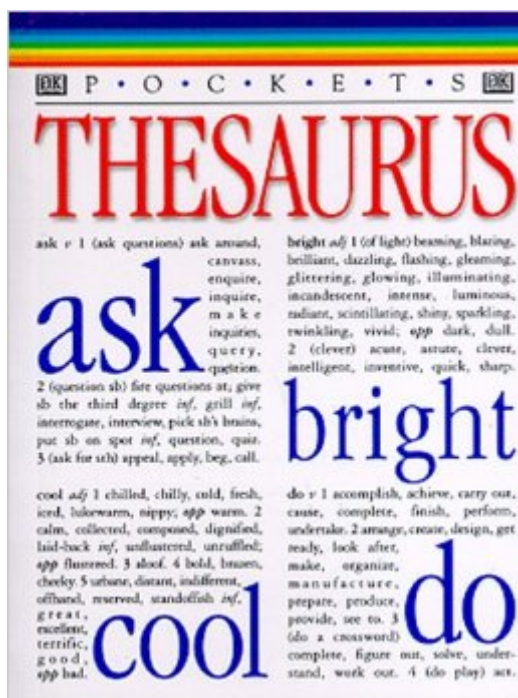 DK P·O·C·K·E·T·S DK
THESAURUS
ask v 1 (ask questions) ask around,
canvass,
enquire,
inquire,
make
inquiries,
query,
question.
ask
2 (question sb) fire questions at, give
sb the third degree inf, grill inf,
interrogate, interview, pick sb's brains,
put sb on spot inf, question, quiz.
3 (ask for sth) appeal, apply, beg, call.
bright adj 1 (of light) beaming, blaring,
brilliant, dazzling, flashing, gleaming,
glittering, glowing, illuminating,
incandescent, intense, luminous,
radiant, scintillating, shiny, sparkling,
twinkling, vivid; opp dark, dull.
2 (clever) acute, astute, clever,
intelligent, inventive, quick, sharp.
bright
cool adj 1 chilled, chilly, cold, fresh,
iced, lukewarm, nippy; opp warm. 2
calm, collected, composed, dignified,
laid-back inf, unflustered, unruffled;
opp flustered. 3 aloof. 4 bold, brazen,
cheeky. 5 urbane, distant, indifferent,
offhand, reserved, standoffish inf,
great,
excellent,
terrific,
good,
opp bad.
cool
do v 1 accomplish, achieve, carry out,
cause, complete, finish, perform,
undertake. 2 arrange, create, design, get
ready, look after,
make, organize,
manufacture,
prepare, produce,
provide, see to. 3
(do a crossword)
do
complete, figure out, solve, under-
stand, work out. 4 (do play) act.